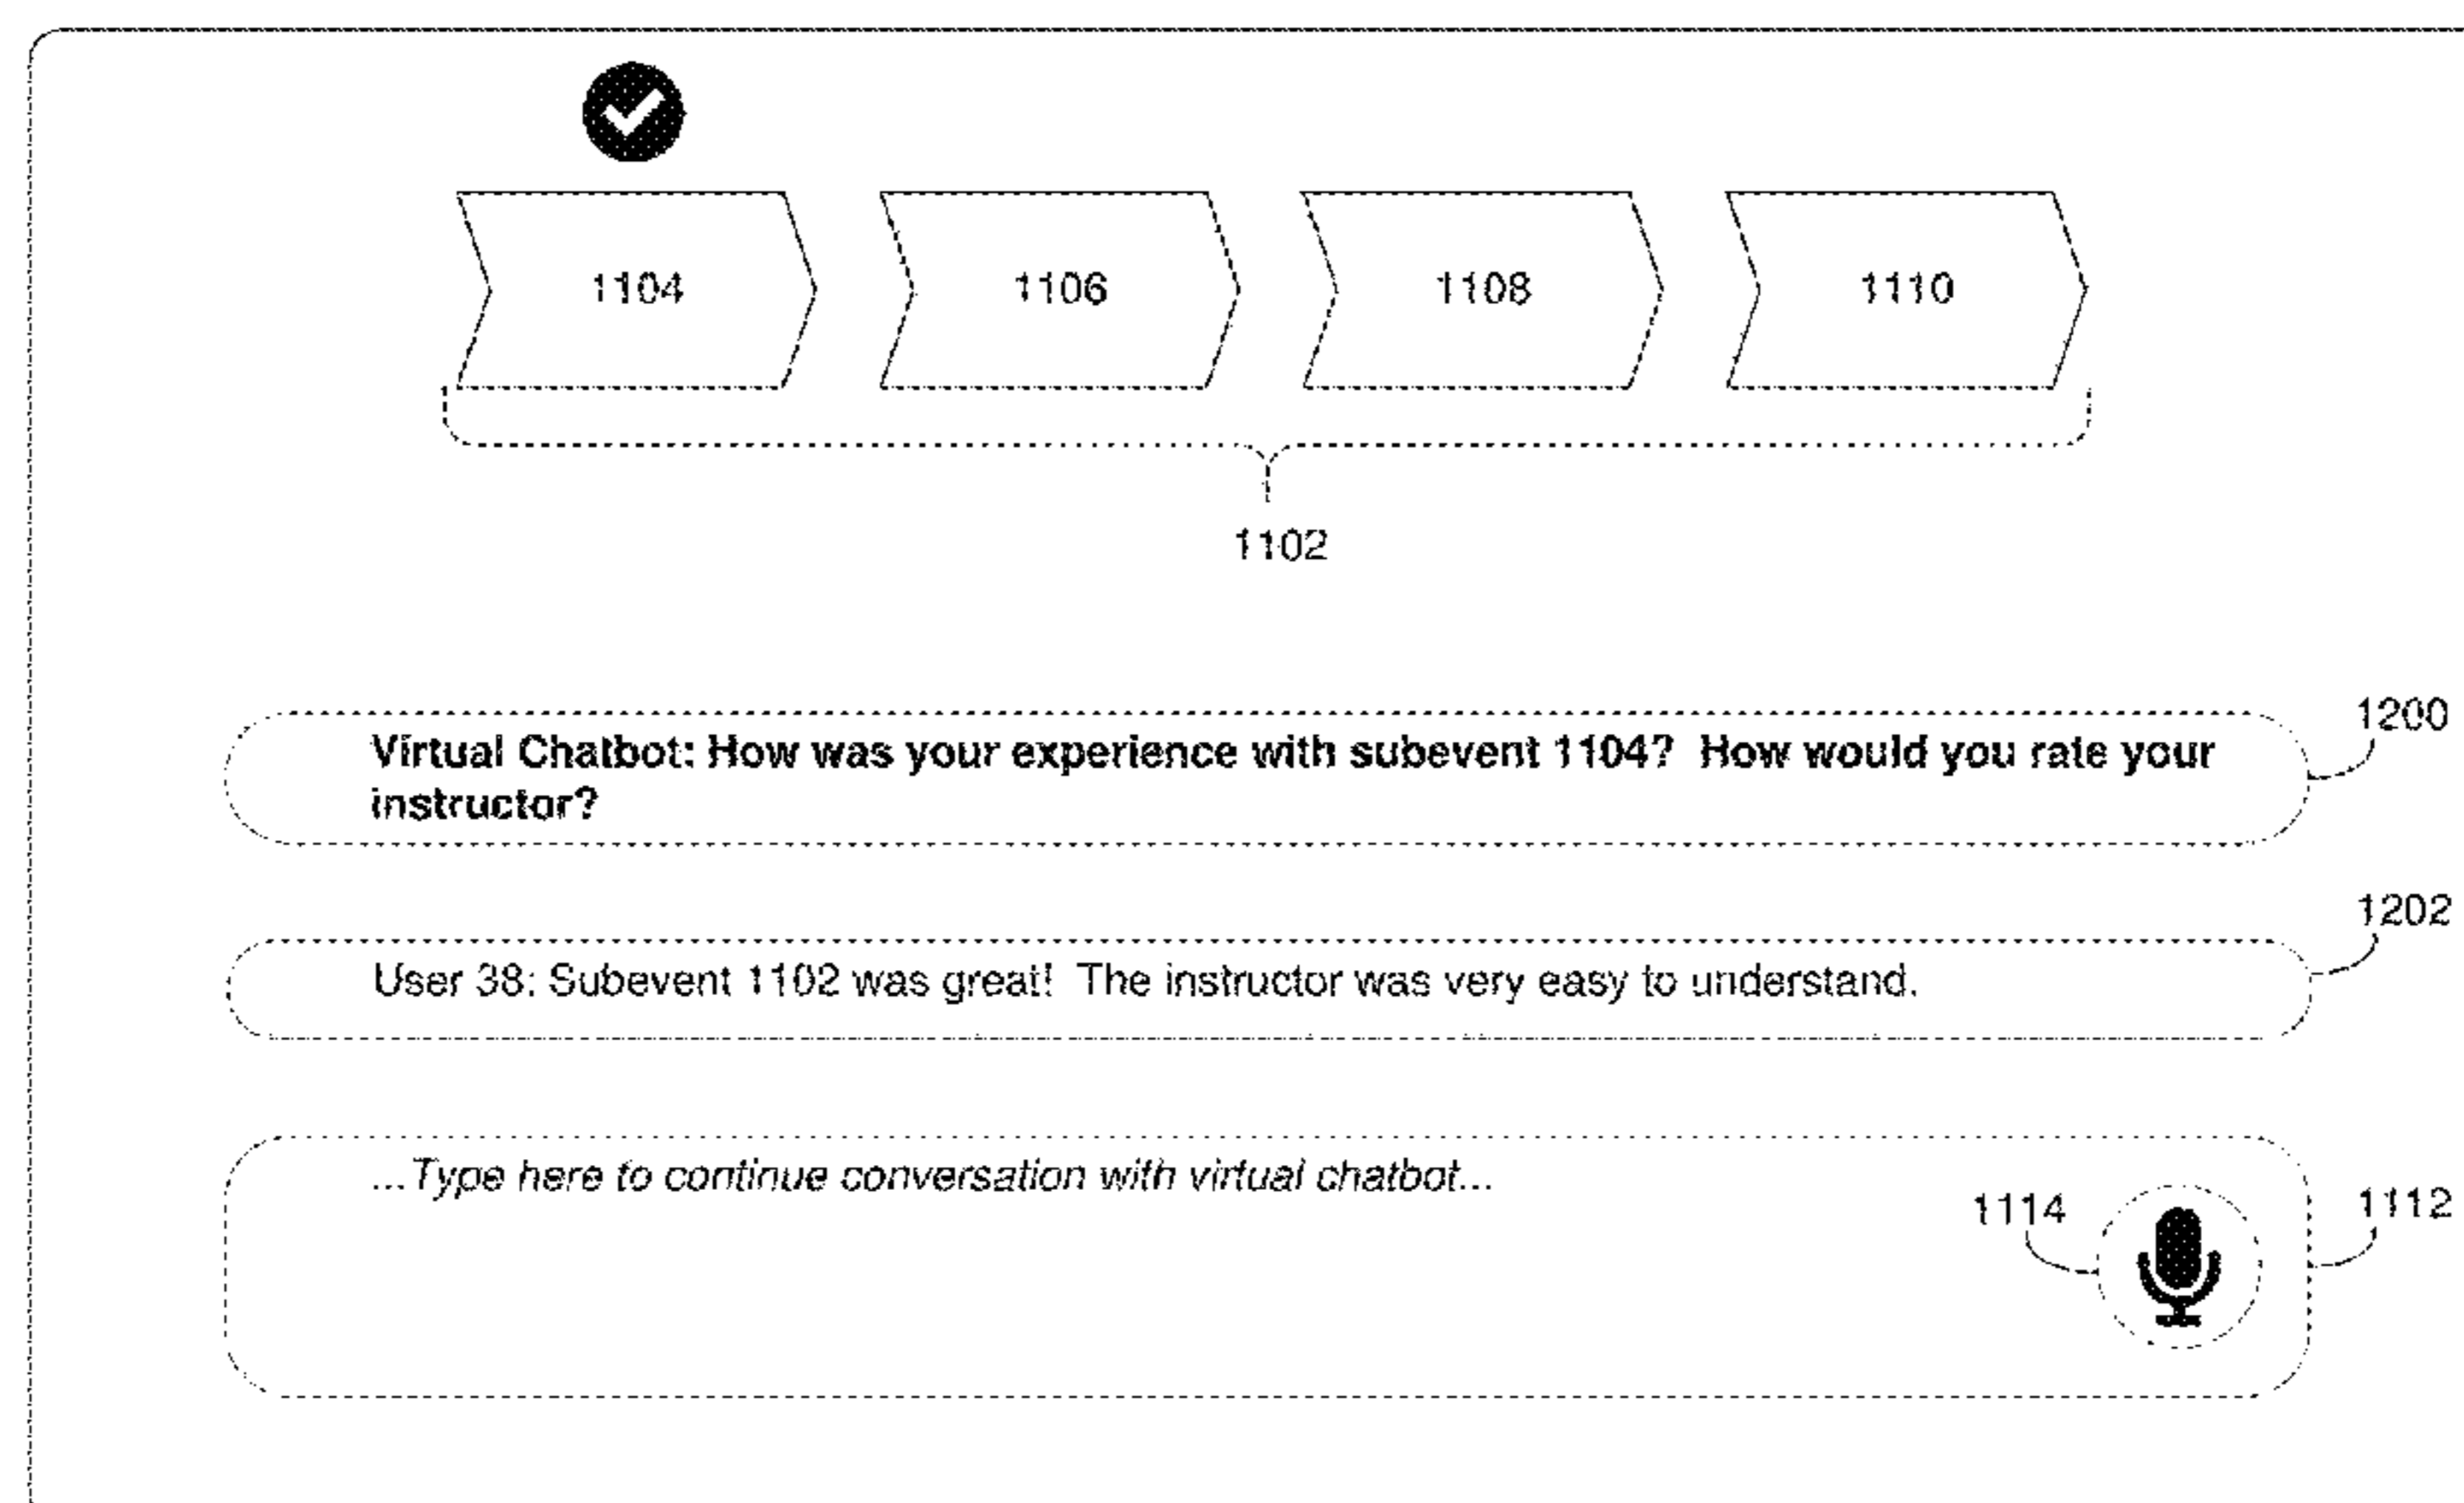 1104
1106
1108
1110
1102
1200
Virtual Chatbot: How was your experience with subevent 1104? How would you rate your
instructor?
1202
User 38: Subevent 1102 was great! The instructor was very easy to understand.
...Type here to continue conversation with virtual chatbot...
1114
1112